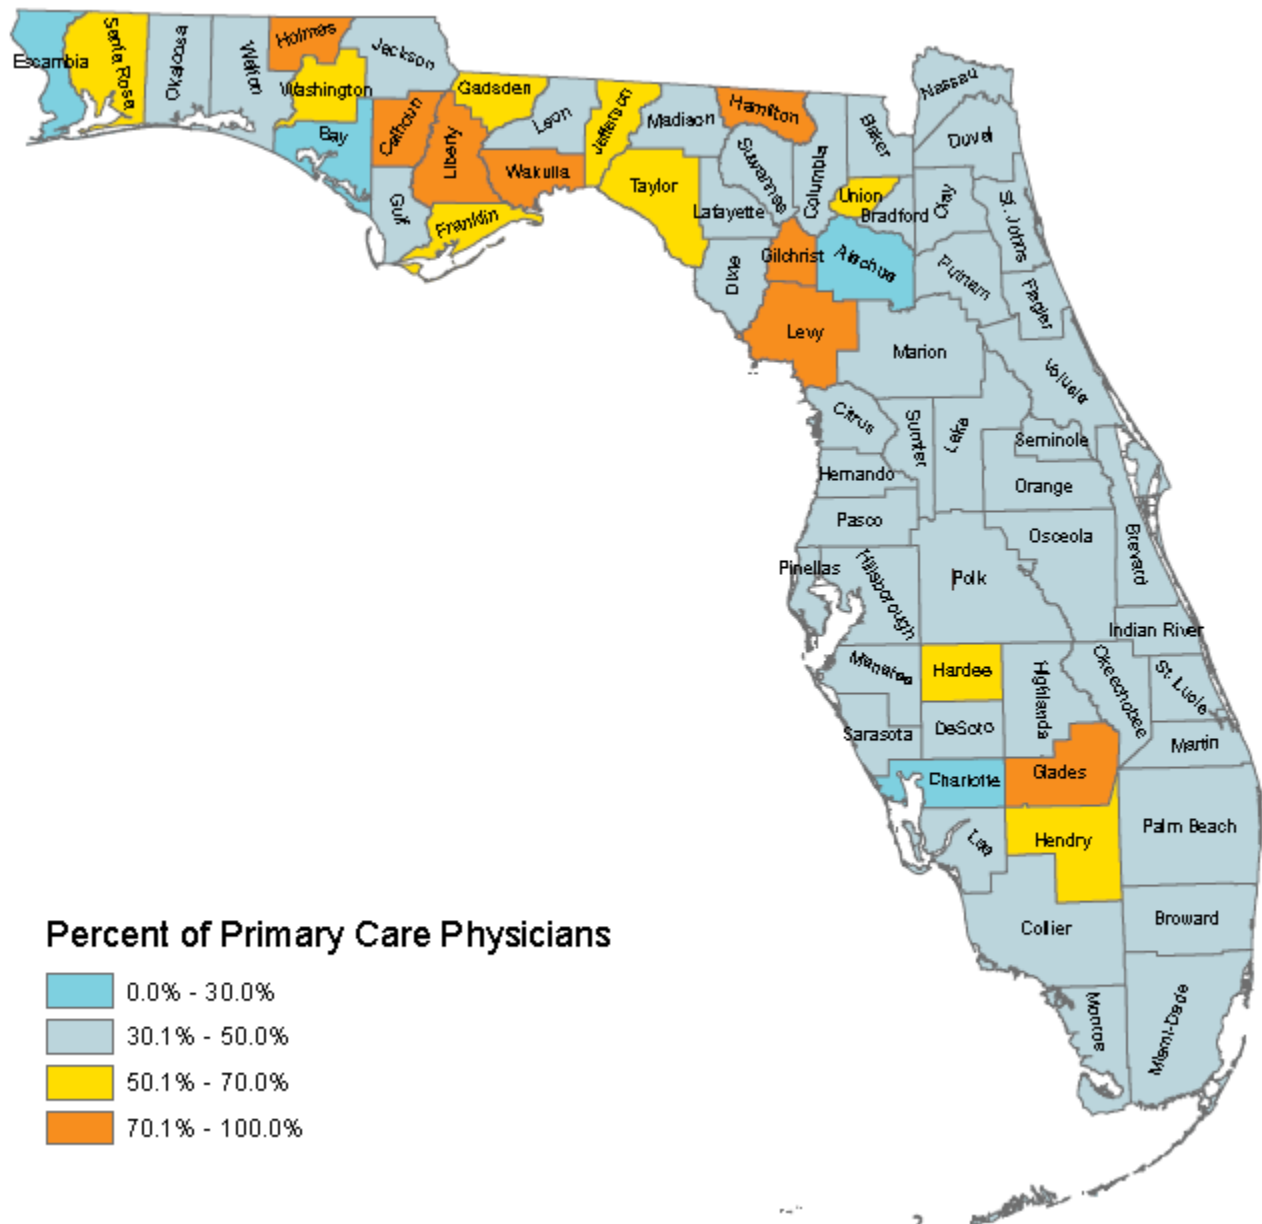 Escambia
Santa Rosa
Okaloosa
Walton
Holmes
Washington
Jackson
Bay
Calhoun
Gulf
Liberty
Gadsden
Franklin
Leon
Wakulla
Jefferson
Madison
Taylor
Hamilton
Suwannee
Lafayette
Dixie
Columbia
Baker
Union
Bradford
Gilchrist
Alachua
Levy
Nassau
Duval
Clay
St. Johns
Putnam
Flagler
Marion
Volusia
Citrus
Sumter
Lake
Seminole
Hernando
Orange
Pasco
Osceola
Brevard
Pinellas
Hillsborough
Polk
Indian River
Manatee
Hardee
Highlands
Okeechobee
St. Lucie
Sarasota
DeSoto
Martin
Charlotte
Glades
Lee
Hendry
Palm Beach
Collier
Broward
Monroe
Miami-Dade
Percent of Primary Care Physicians
0.0% - 30.0%
30.1% - 50.0%
50.1% - 70.0%
70.1% - 100.0%